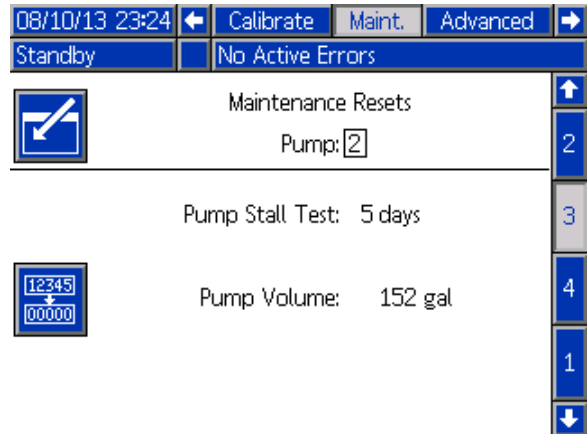 08/10/13 23:24 Calibrate Maint. Advanced
Standby No Active Errors
Maintenance Resets
Pump: 2
2
Pump Stall Test: 5 days
3
12345
00000
Pump Volume: 152 gal
4
1